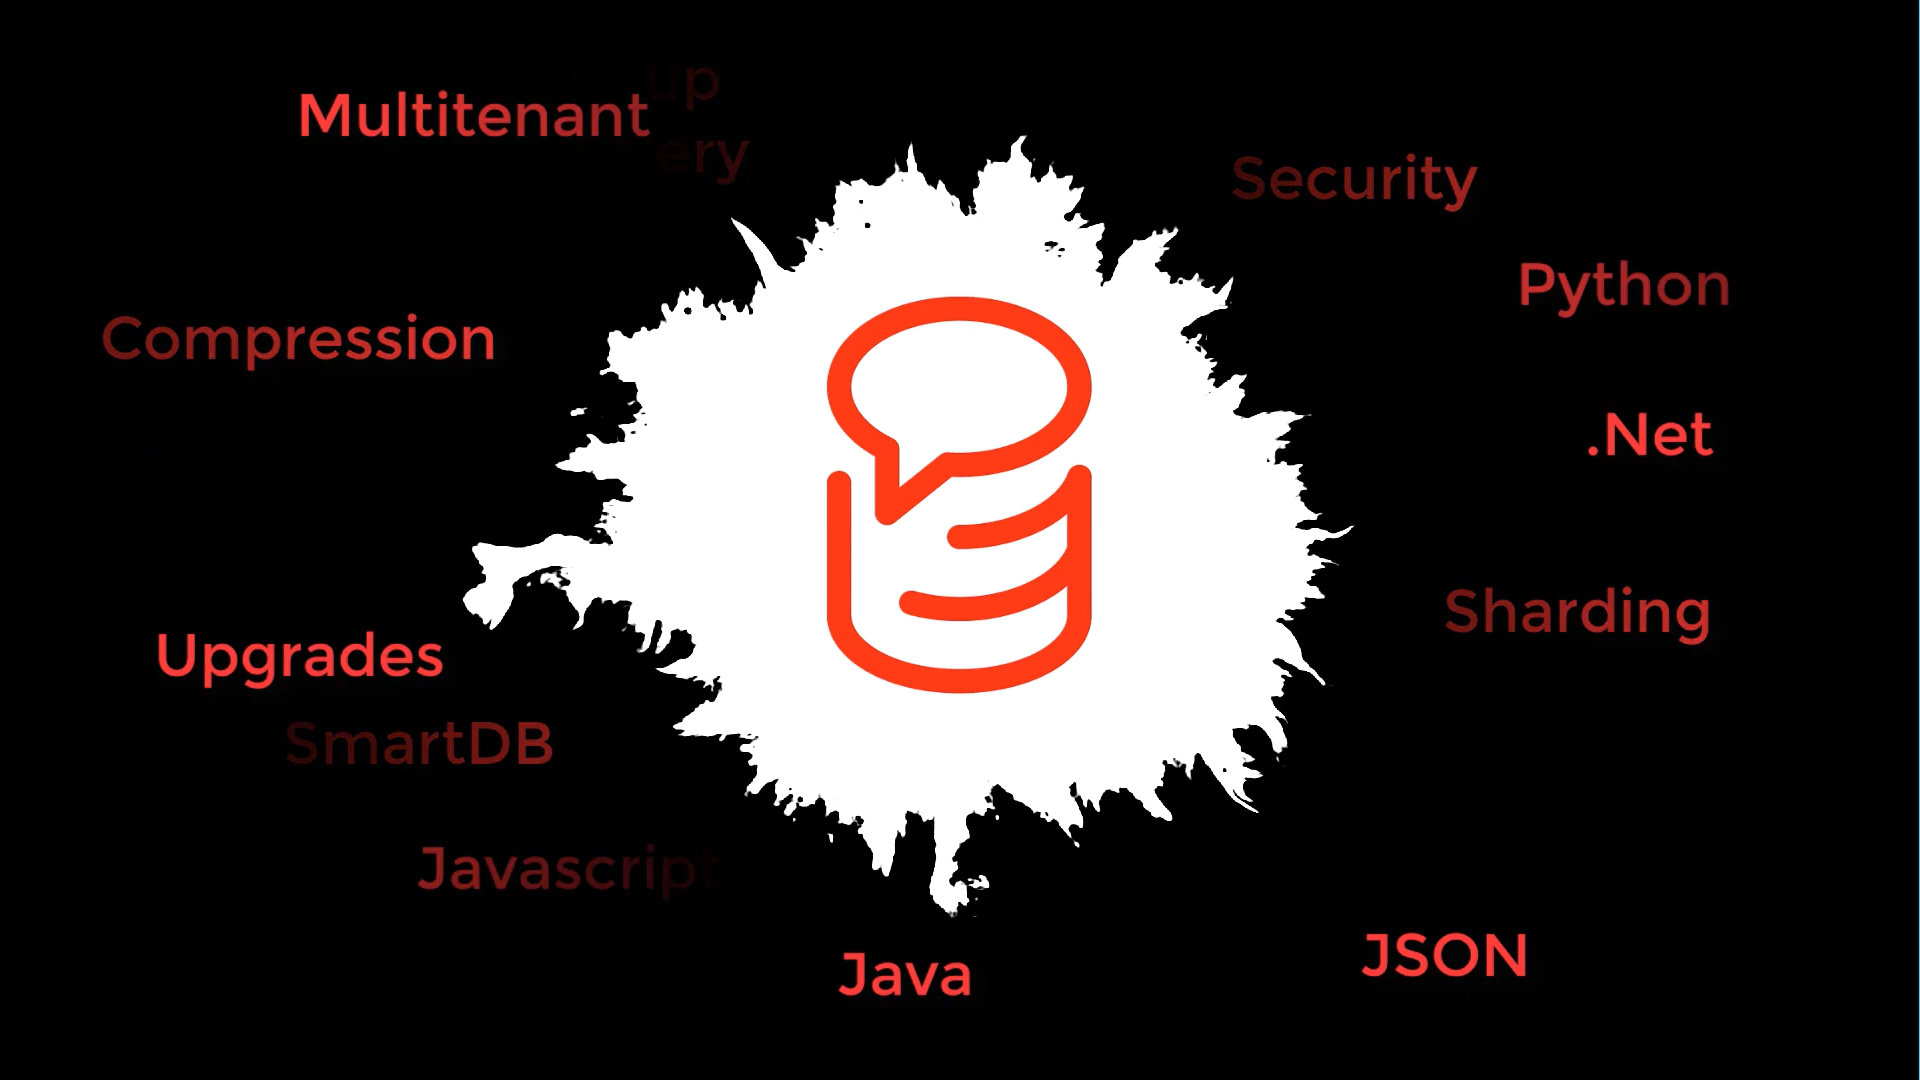 Multitenant
Security
Python
Compression
.Net
Sharding
Upgrades
SmartDB
Javascript
Java
JSON